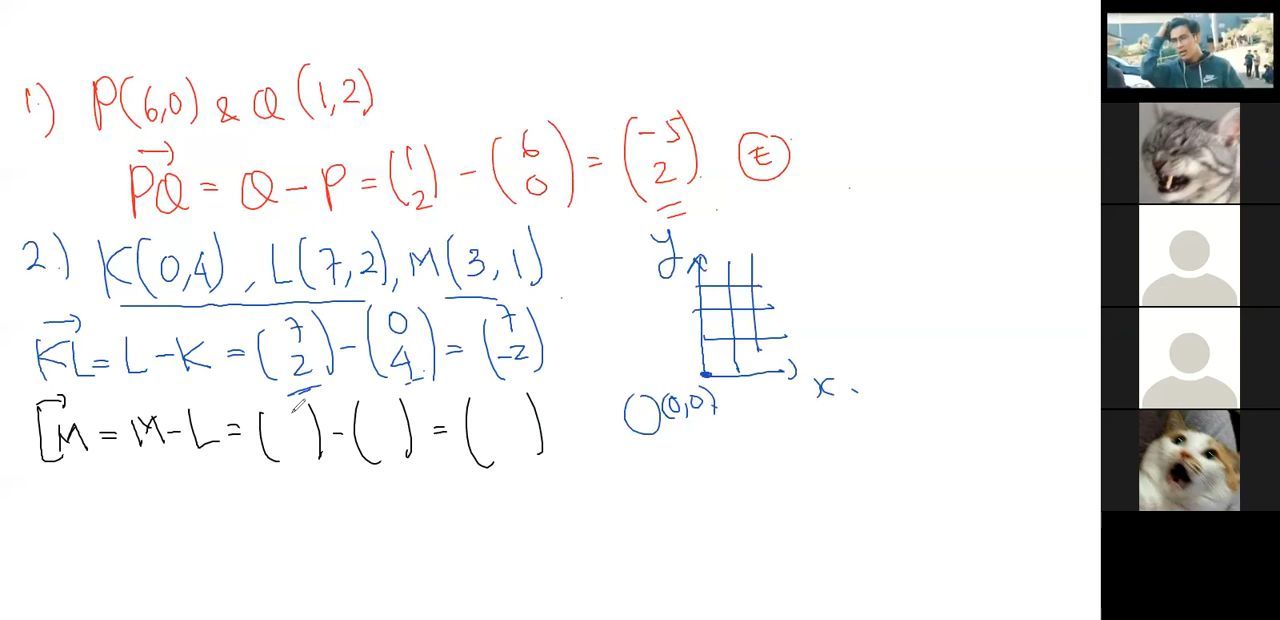 1.) P(6,0) & Q (1,2)
PQ = Q - P = (1 2) - (6 0) = (-5 2) E
2.) K(0,4), L(7,2), M(3,1)
KL = L - K = (7 2) - (0 4) = (7 -2)
LM = M - L = ( ) - ( ) = ( )
y
x
O(0,0)